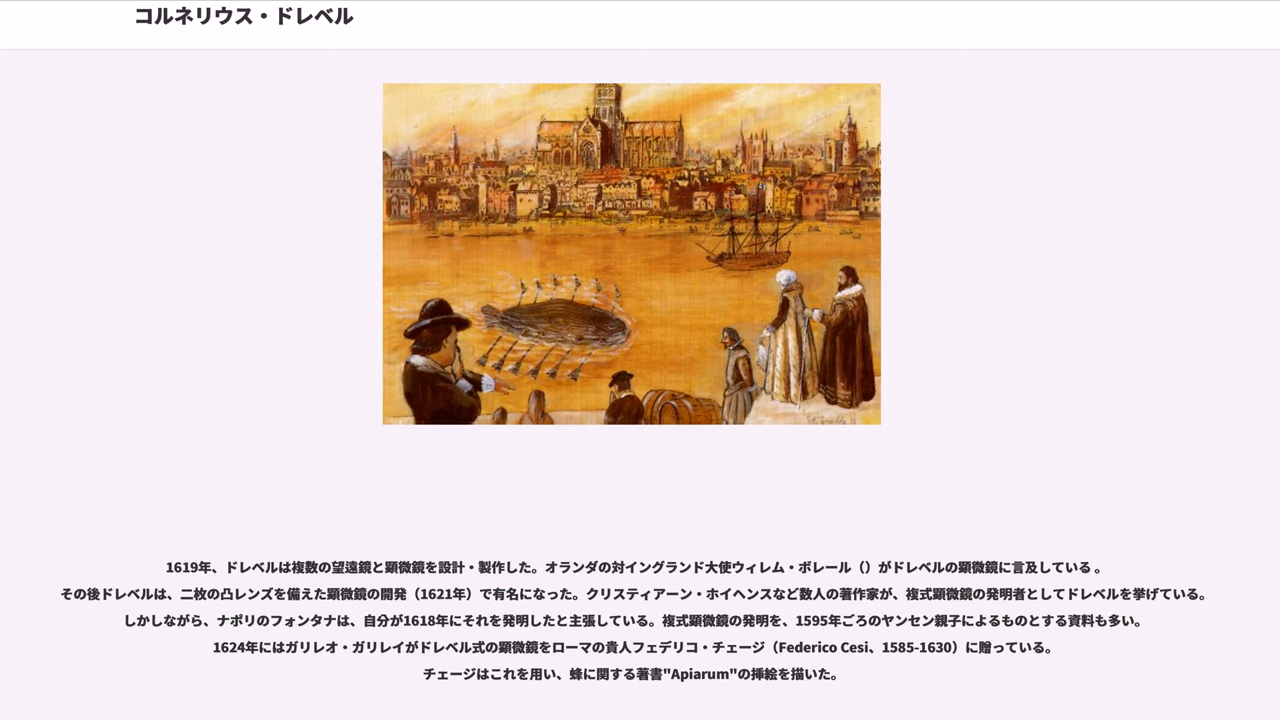 コルネリウス・ドレベル
1619年、ドレベルは複数の望遠鏡と顕微鏡を設計・製作した。オランダの対イングランド大使ウィレム・ボレール（）がドレベルの顕微鏡に言及している 。
その後ドレベルは、二枚の凸レンズを備えた顕微鏡の開発（1621年）で有名になった。クリスティアーン・ホイヘンスなど数人の著作家が、複式顕微鏡の発明者としてドレベルを挙げている。
しかしながら、ナポリのフォンタナは、自分が1618年にそれを発明したと主張している。複式顕微鏡の発明を、1595年ごろのヤンセン親子によるものとする資料も多い。
1624年にはガリレオ・ガリレイがドレベル式の顕微鏡をローマの貴人フェデリコ・チェージ（Federico Cesi、1585-1630）に贈っている。
チェージはこれを用い、蜂に関する著書"Apiarum"の挿絵を描いた。